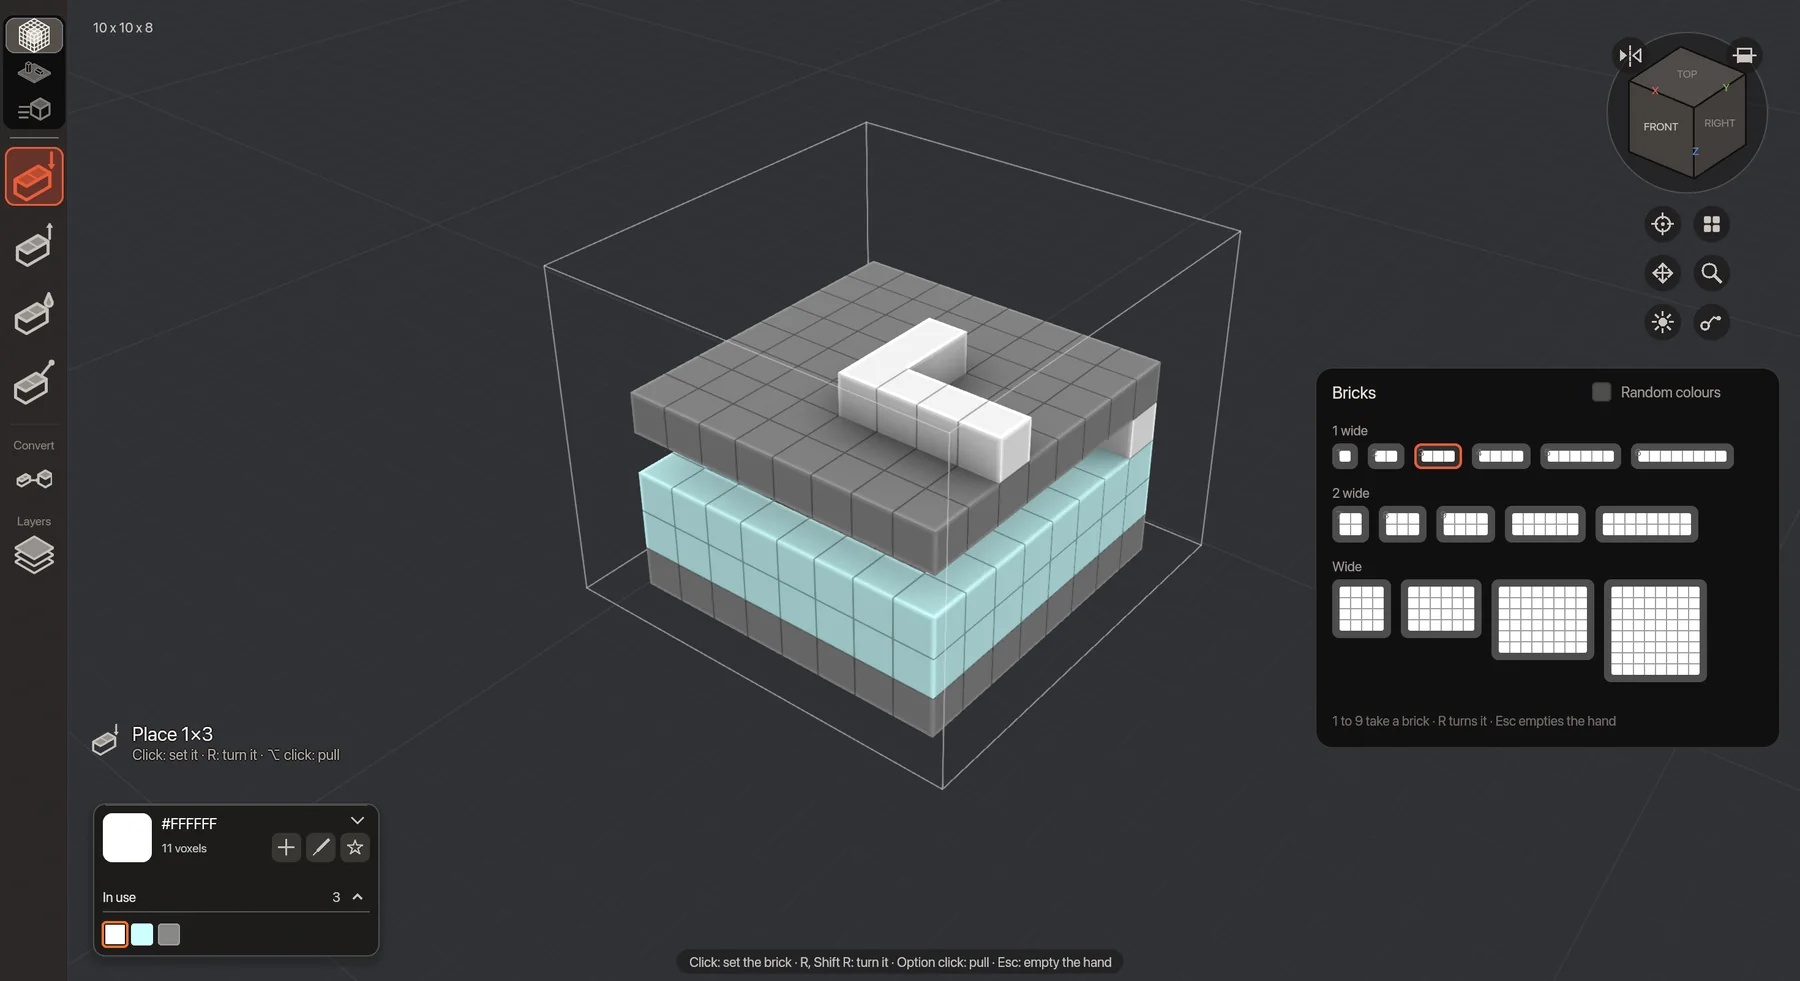 10 x 10 x 8
TOP
X
Y
FRONT
RIGHT
Z
Bricks
Random colours
1 wide
2 wide
Wide
1 to 9 take a brick · R turns it · Esc empties the hand
Convert
Layers
Place 1×3
Click: set it · R: turn it · ⌥ click: pull
#FFFFFF
11 voxels
In use
3
Click: set the brick · R, Shift R: turn it · Option click: pull · Esc: empty the hand